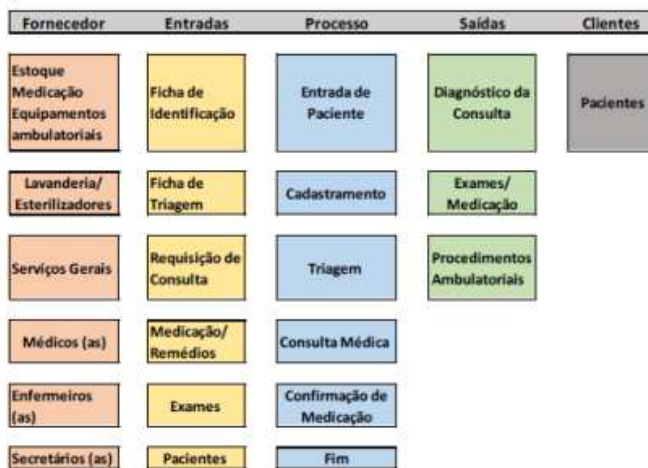 Fornecedor Entradas Processo Saídas Clientes
Estoque
Medicação
Equipamentos
ambulatoriais
Ficha de
Identificação
Entrada de
Paciente
Diagnóstico da
Consulta
Pacientes
Lavanderia/
Esterilizadores
Ficha de
Triagem
Cadastramento
Exames/
Medicação
Serviços Gerais
Requisição de
Consulta
Triagem
Procedimentos
Ambulatoriais
Médicos (as)
Medicação/
Remédios
Consulta Médica
Enfermeiros
(as)
Exames
Confirmação de
Medicação
Secretários (as)
Pacientes
Fim